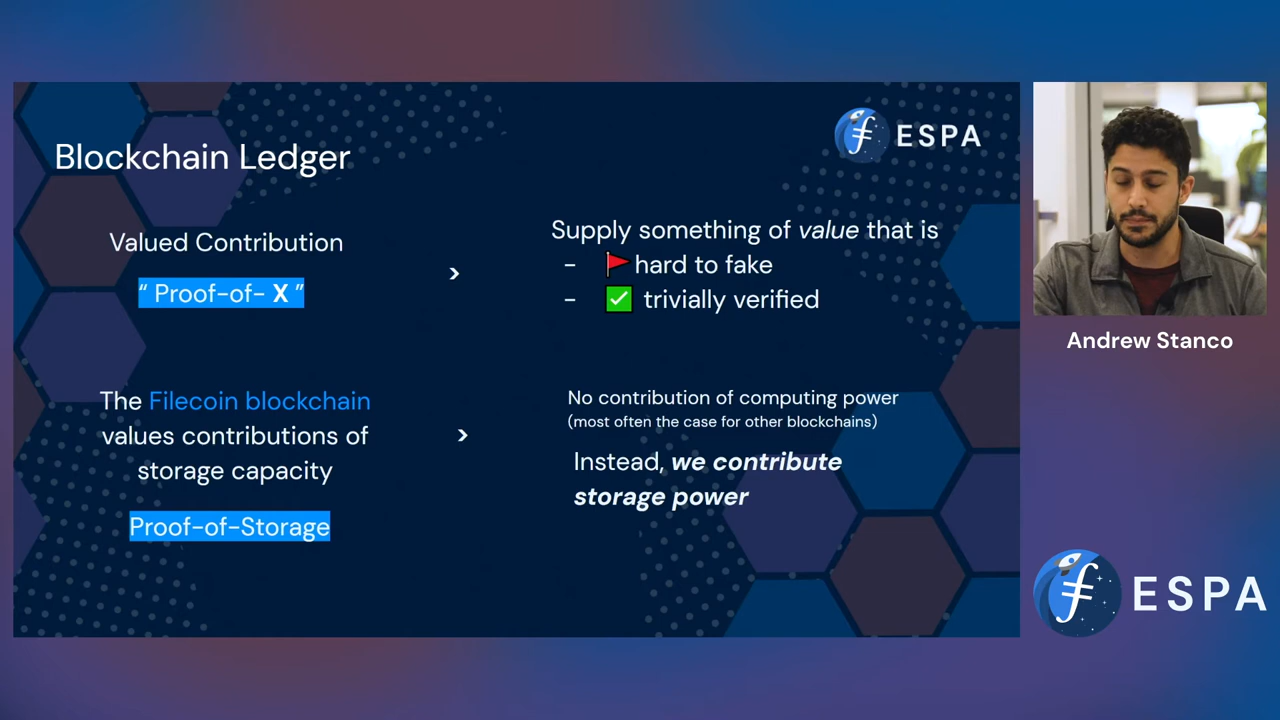 Blockchain Ledger
ESPA
Valued Contribution
“ Proof-of- X ”
›
Supply something of value that is
- hard to fake
- trivially verified
The Filecoin blockchain
values contributions of
storage capacity
Proof-of-Storage
›
No contribution of computing power
(most often the case for other blockchains)
Instead, we contribute
storage power
Andrew Stanco
ESPA